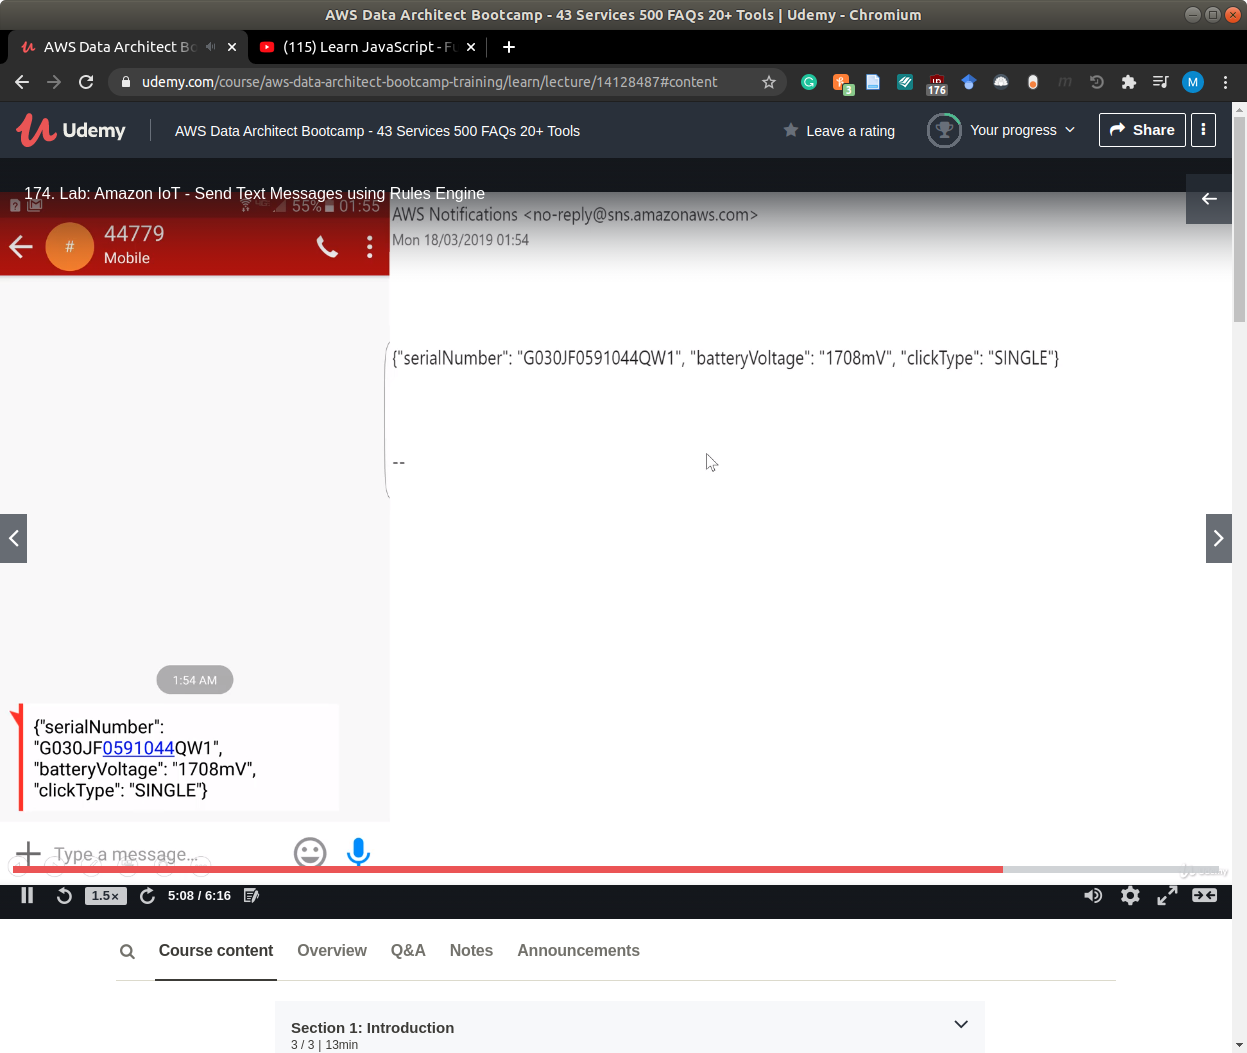 AWS Data Architect Bootcamp - 43 Services 500 FAQs 20+ Tools | Udemy - Chromium
AWS Data Architect Bo
(115) Learn JavaScript - Fu
udemy.com/course/aws-data-architect-bootcamp-training/learn/lecture/14128487#content
3
176
M
Udemy
AWS Data Architect Bootcamp - 43 Services 500 FAQs 20+ Tools
Leave a rating
Your progress
Share
174. Lab: Amazon IoT - Send Text Messages using Rules Engine
55%
01:55
#
44779
Mobile
AWS Notifications <no-reply@sns.amazonaws.com>
Mon 18/03/2019 01:54
{"serialNumber": "G030JF0591044QW1", "batteryVoltage": "1708mV", "clickType": "SINGLE"}
--
1:54 AM
{"serialNumber":
"G030JF0591044QW1",
"batteryVoltage": "1708mV",
"clickType": "SINGLE"}
Type a message...
1.5×
5:08 / 6:16
Course content
Overview
Q&A
Notes
Announcements
Section 1: Introduction
3 / 3 | 13min